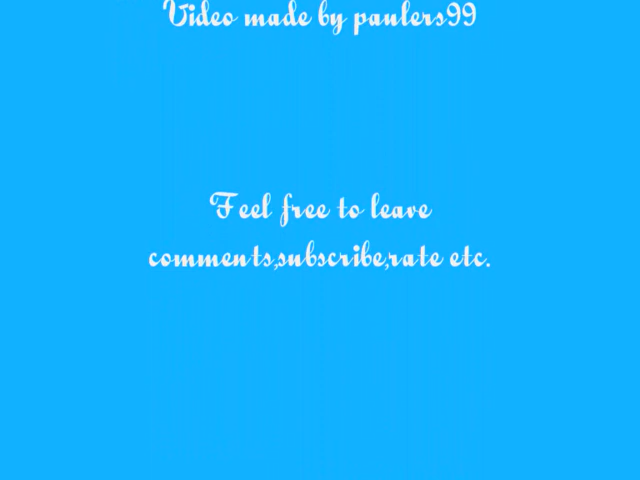 Video made by paulers99
Feel free to leave
comments,subscribe,rate etc.